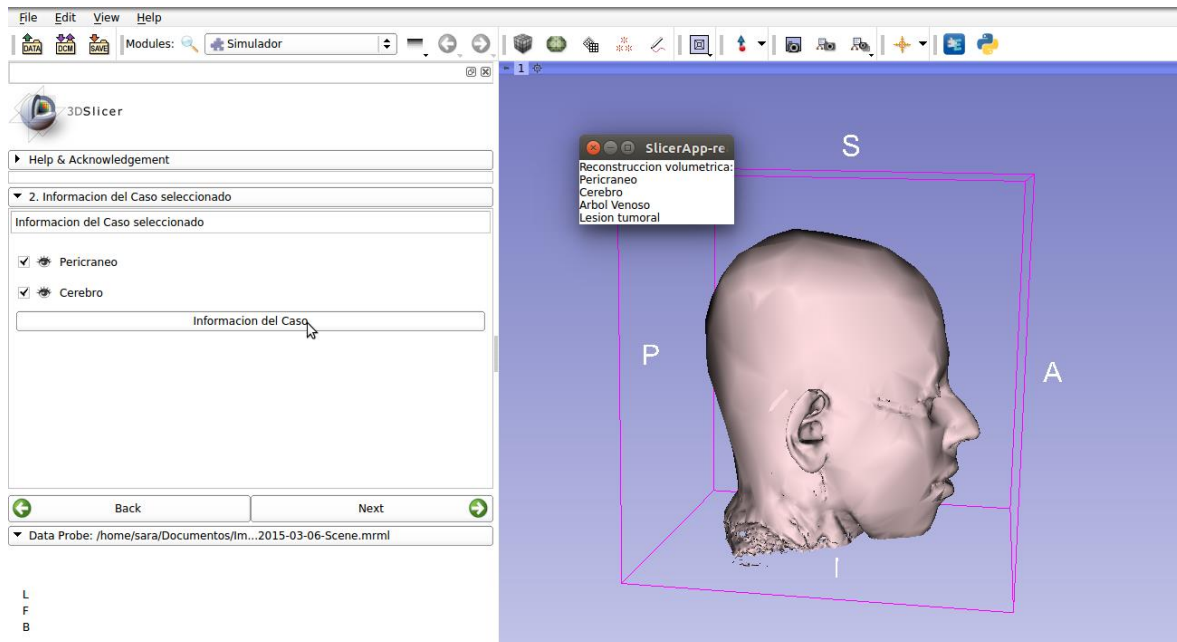 File Edit View Help
DATA DCM SAVE Modules: Simulador
1
3DSlicer
Help & Acknowledgement
2. Informacion del Caso seleccionado
Informacion del Caso seleccionado
Pericraneo
Cerebro
Informacion del Caso
Back Next
Data Probe: /home/sara/Documentos/Im...2015-03-06-Scene.mrml
L
F
B
SlicerApp-re
Reconstruccion volumetrica:
Pericraneo
Cerebro
Arbol Venoso
Lesion tumoral
S
P
A
I